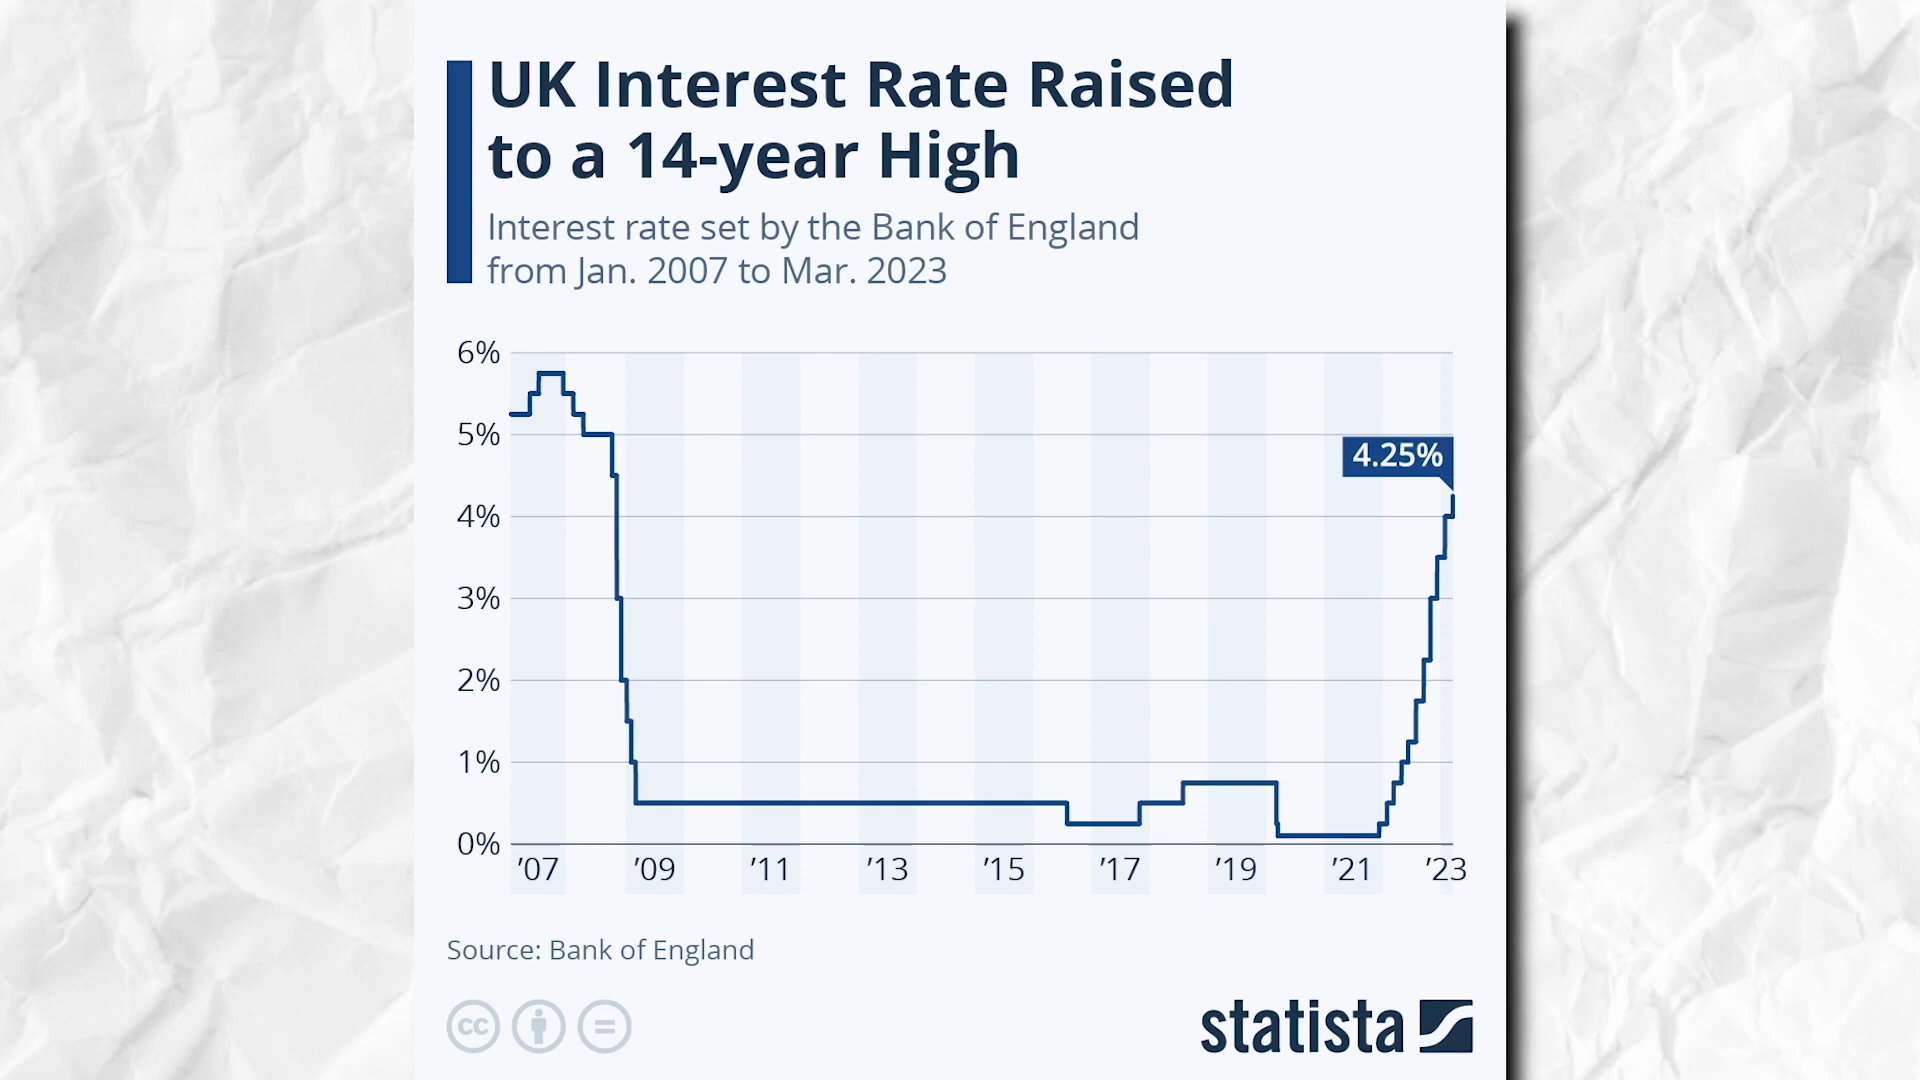 UK Interest Rate Raised
to a 14-year High
Interest rate set by the Bank of England
from Jan. 2007 to Mar. 2023
6%
5%
4.25%
4%
3%
2%
1%
0%
’07 ’09 ’11 ’13 ’15 ’17 ’19 ’21 ’23
Source: Bank of England
cc
statista